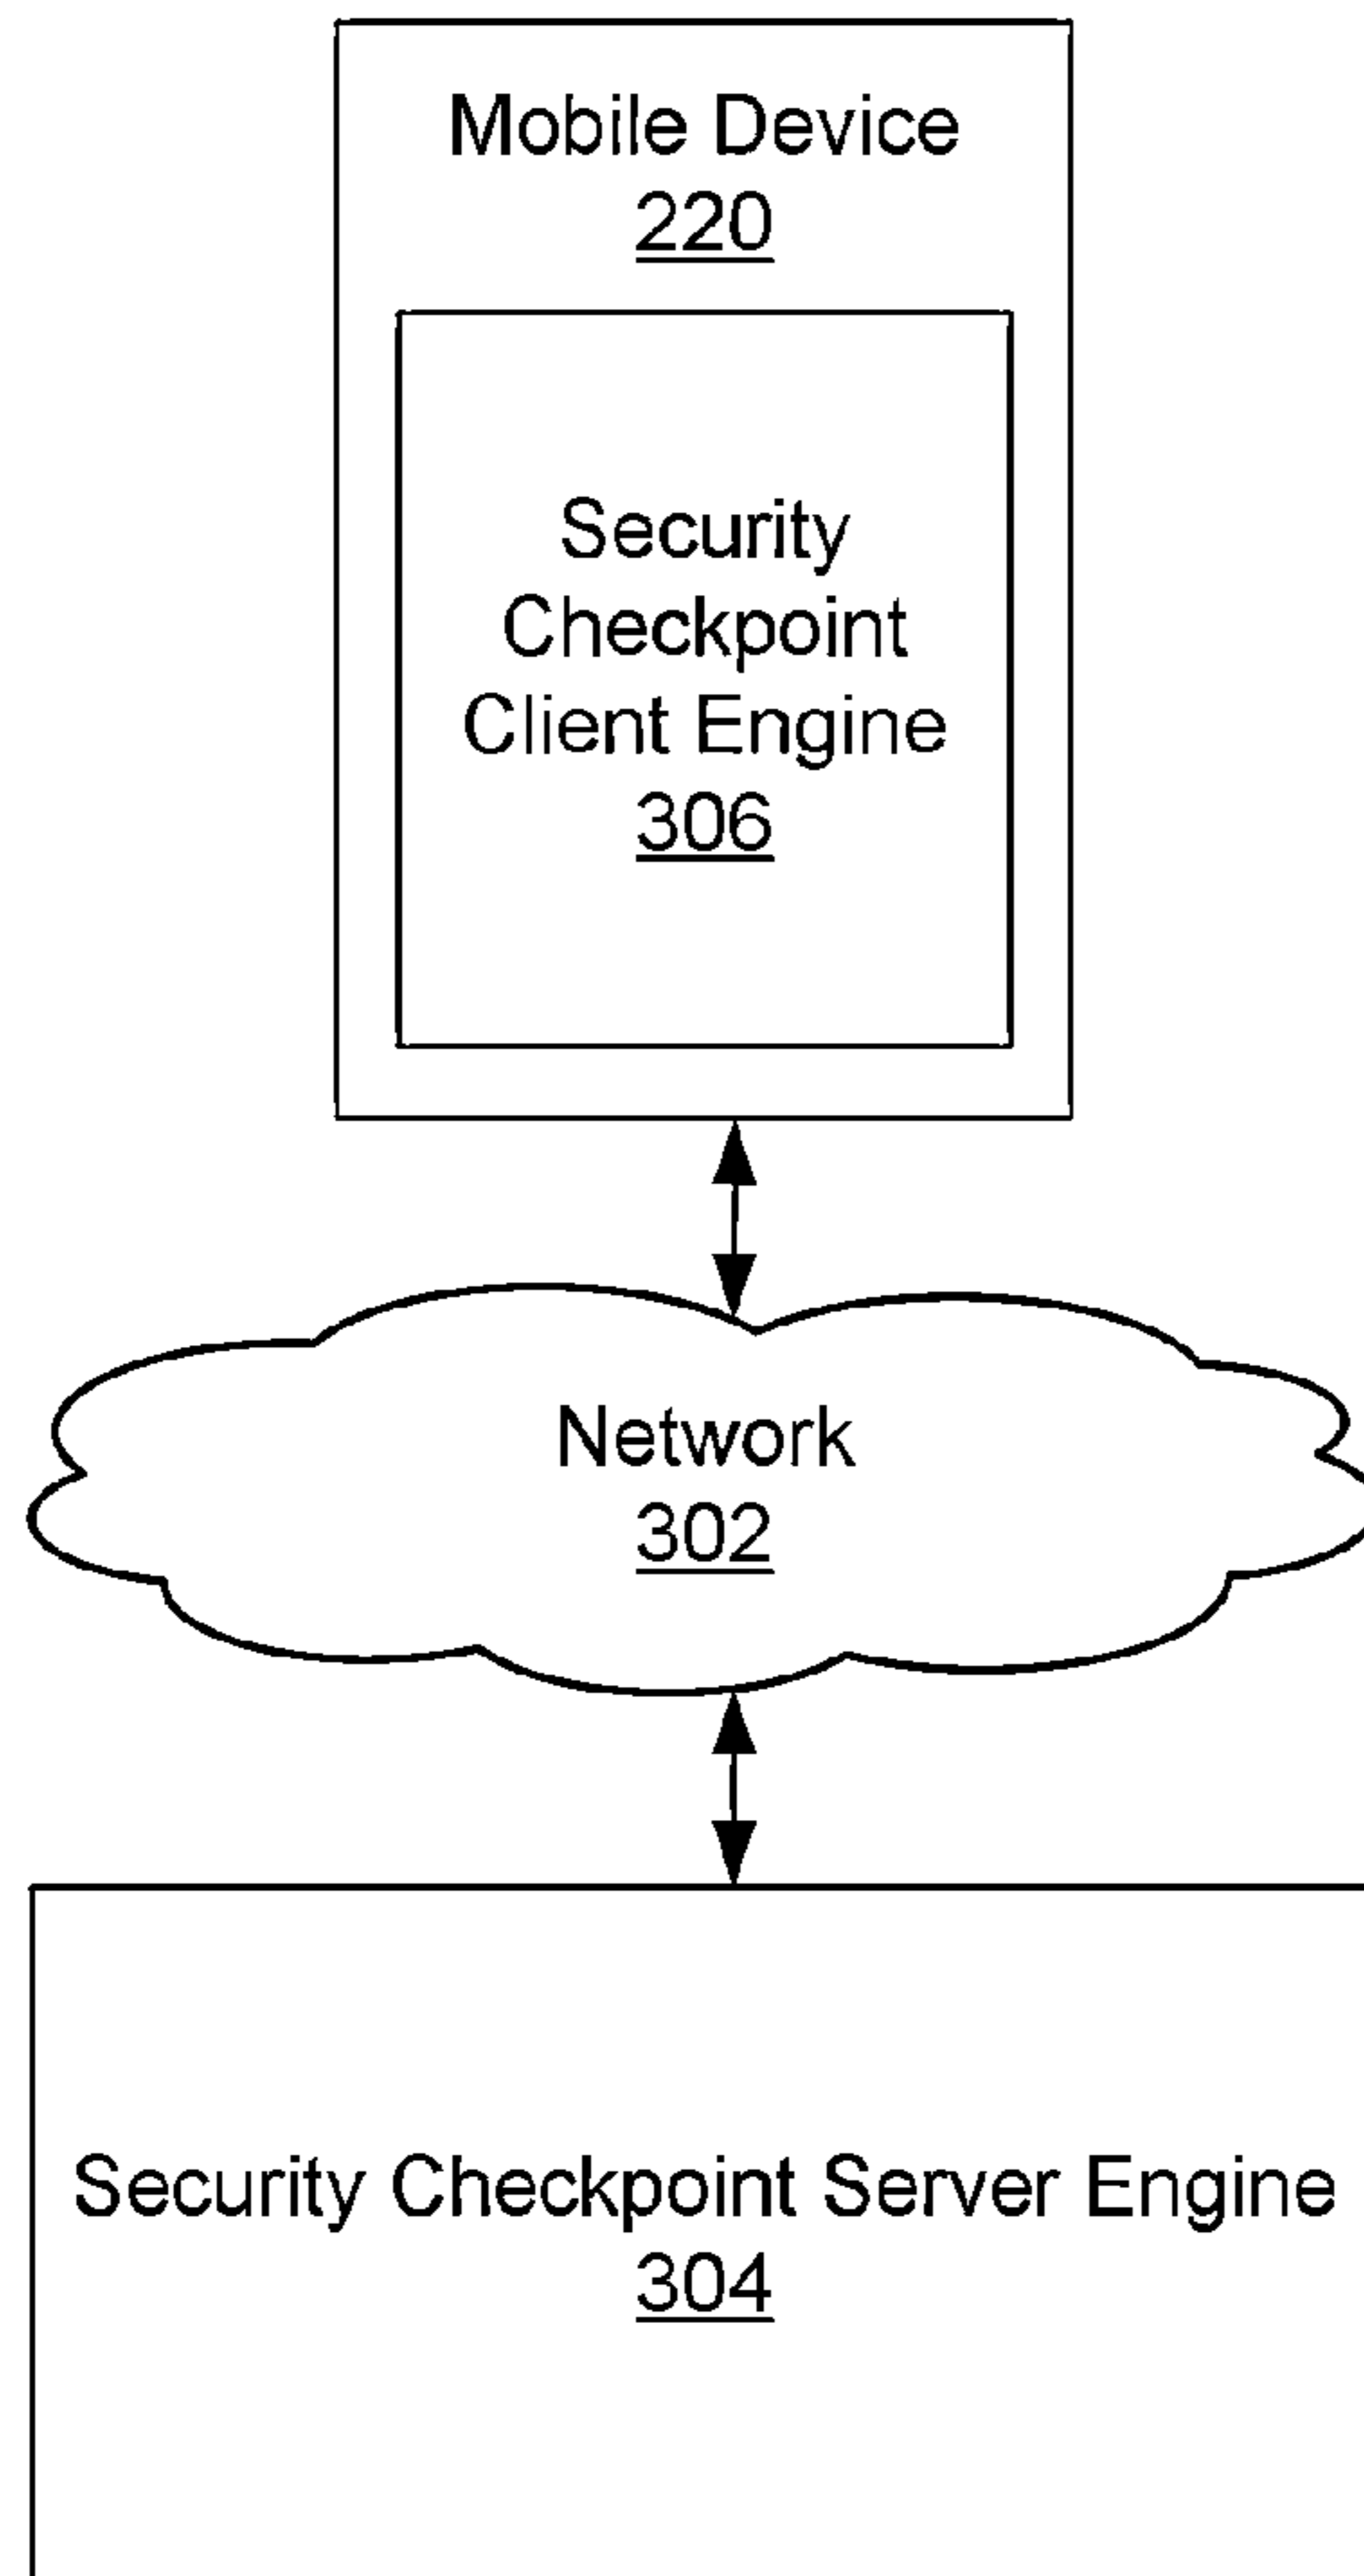 Mobile Device
220
Security
Checkpoint
Client Engine
306
Network
302
Security Checkpoint Server Engine
304